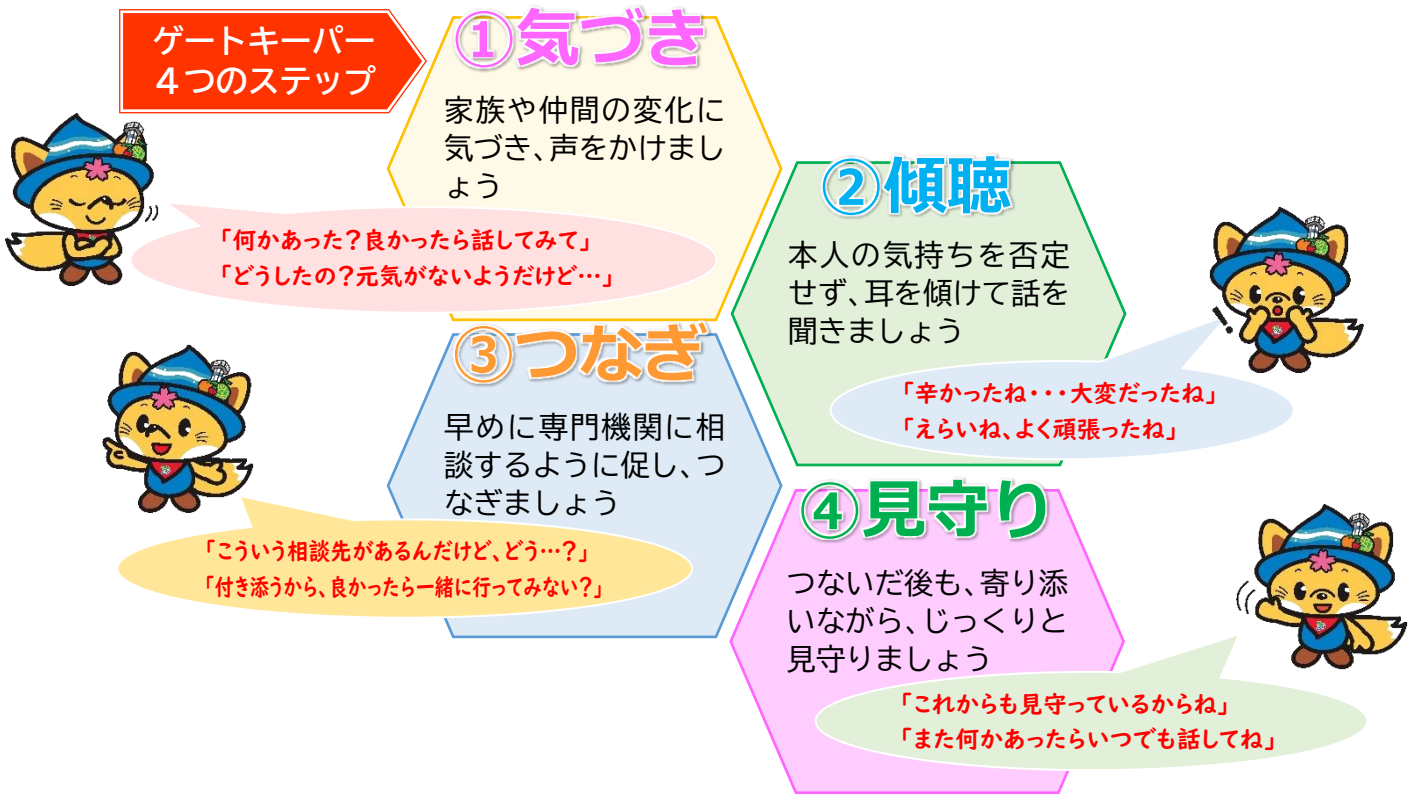 ゲートキーパー
４つのステップ
①気づき
家族や仲間の変化に
気づき、声をかけまし
ょう
「何かあった？良かったら話してみて」
「どうしたの？元気がないようだけど…」
②傾聴
本人の気持ちを否定
せず、耳を傾けて話を
聞きましょう
「辛かったね・・・大変だったね」
「えらいね、よく頑張ったね」
③つなぎ
早めに専門機関に相
談するように促し、つ
なぎましょう
「こういう相談先があるんだけど、どう…？」
「付き添うから、良かったら一緒に行ってみない？」
④見守り
つないだ後も、寄り添
いながら、じっくりと
見守りましょう
「これからも見守っているからね」
「また何かあったらいつでも話してね」